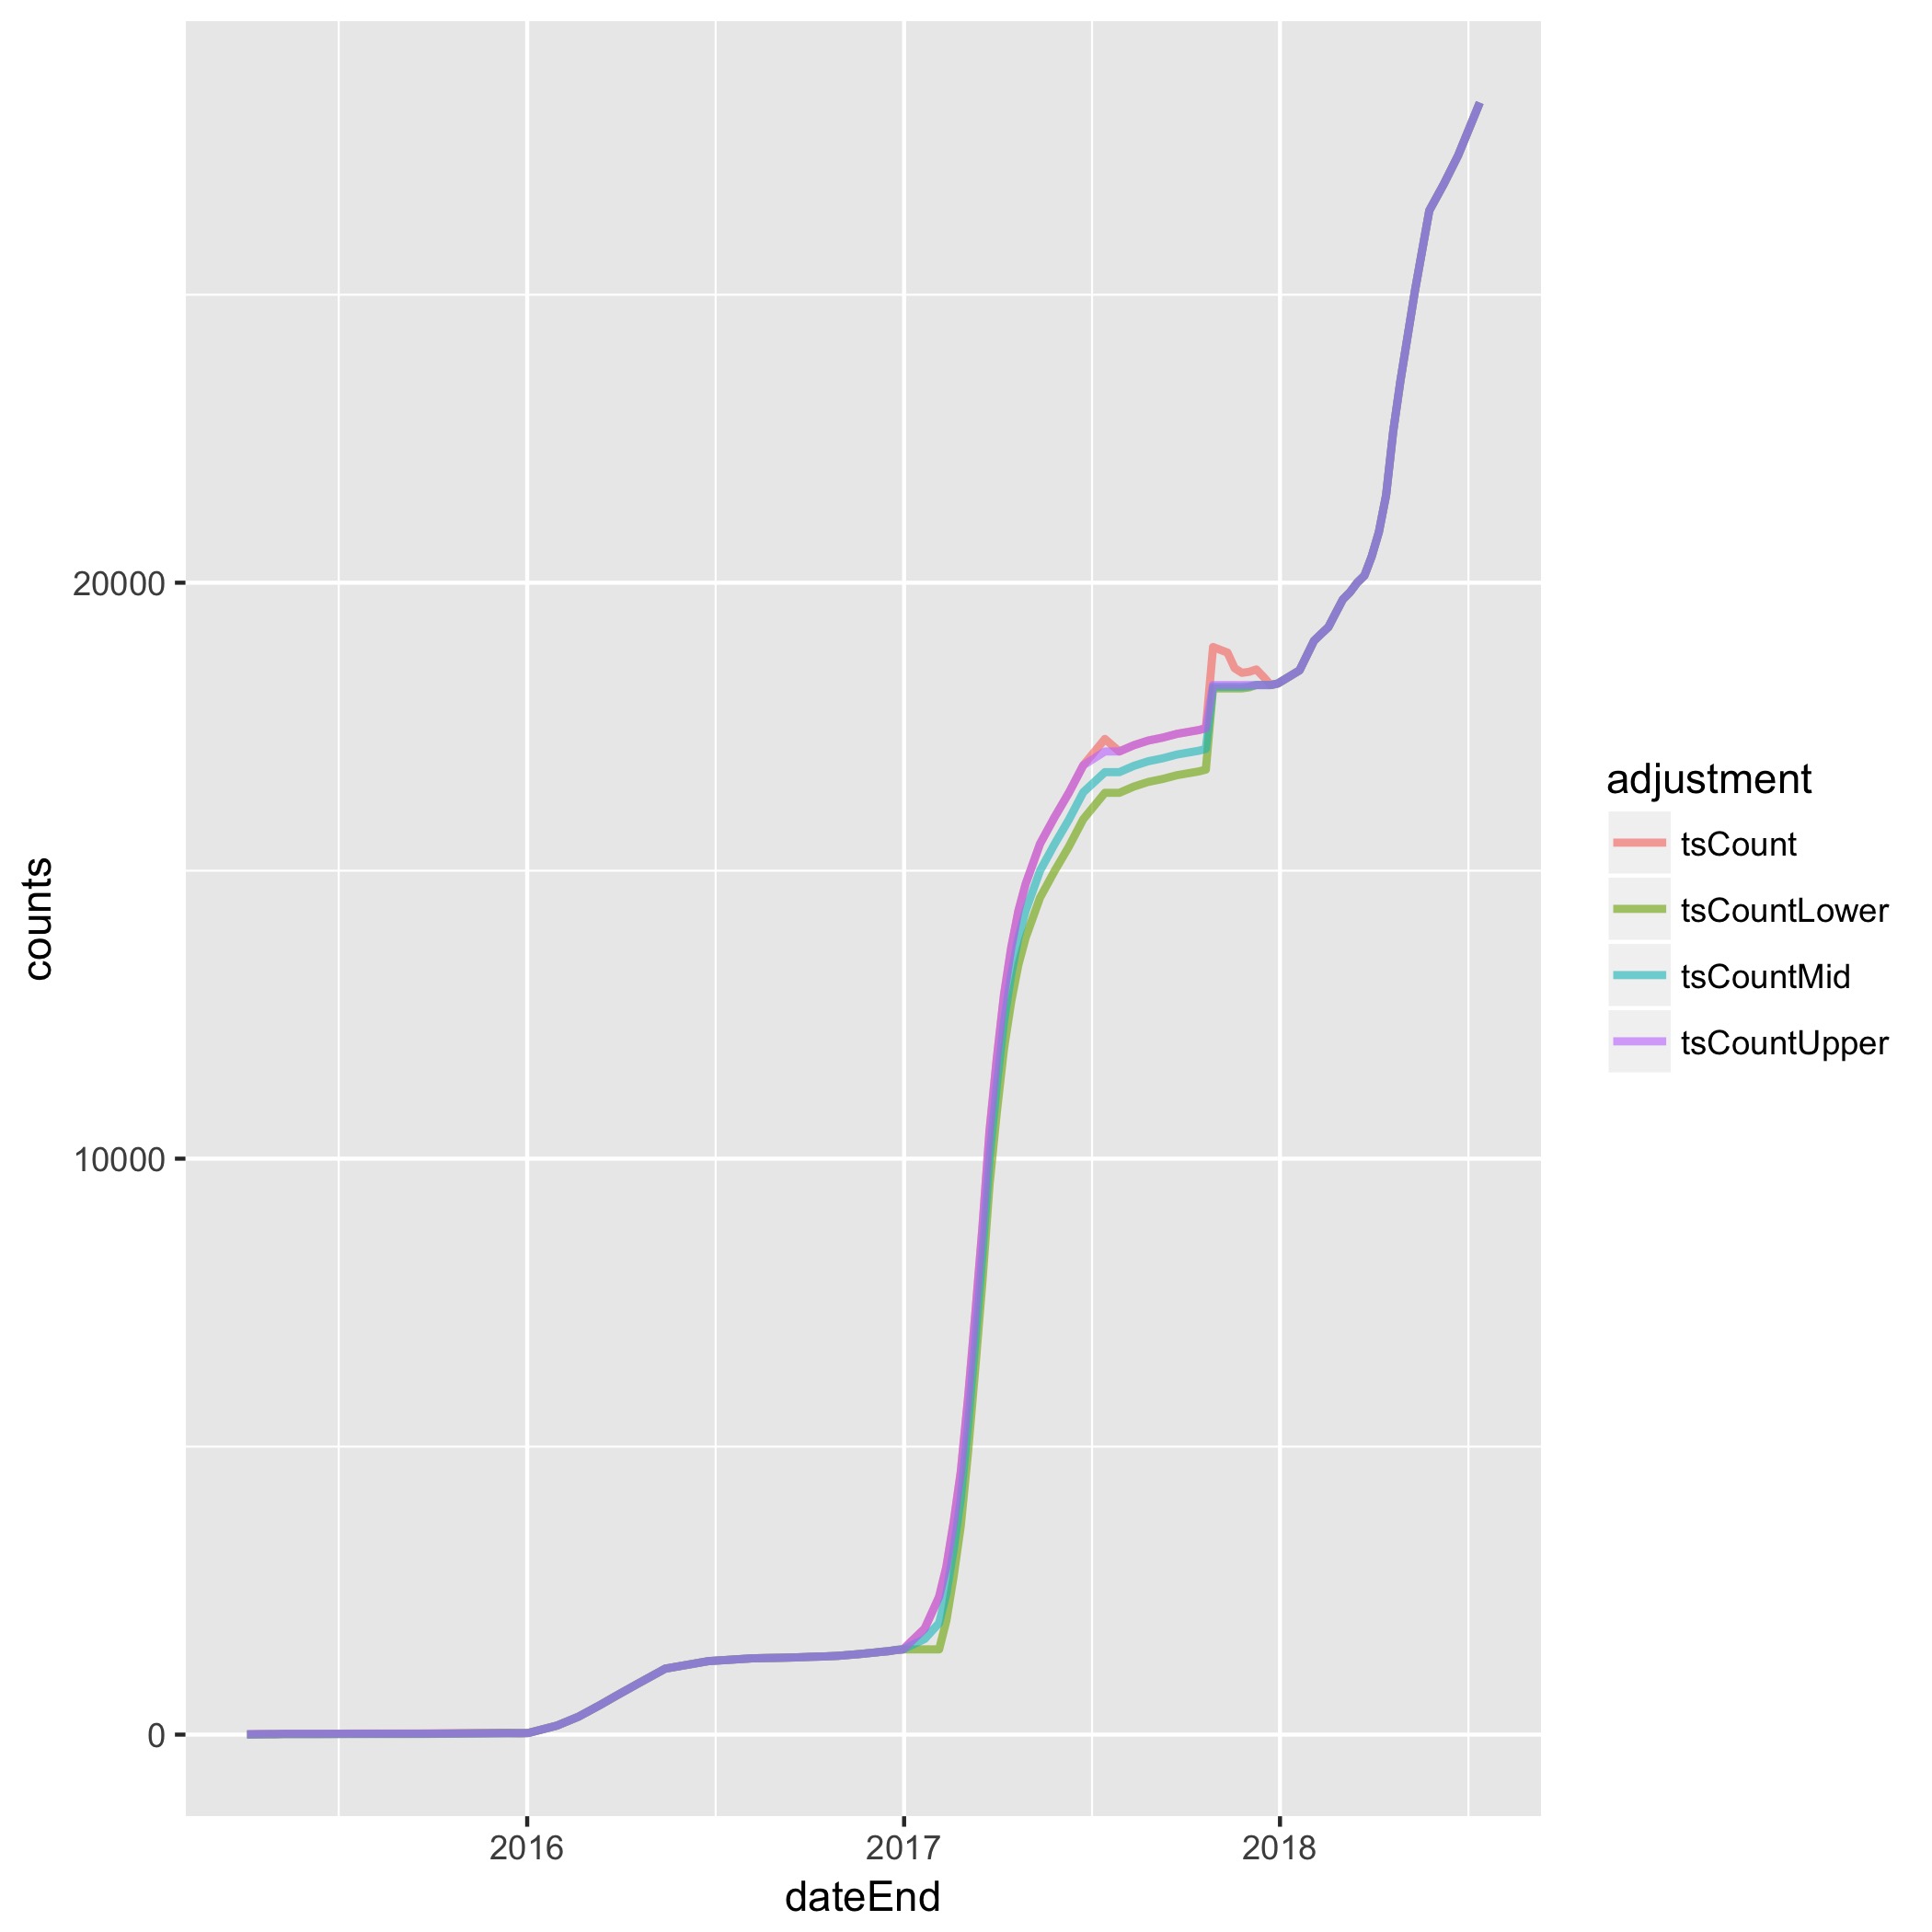 counts
20000
10000
0
2016
2017
2018
dateEnd
adjustment
tsCount
tsCountLower
tsCountMid
tsCountUpper